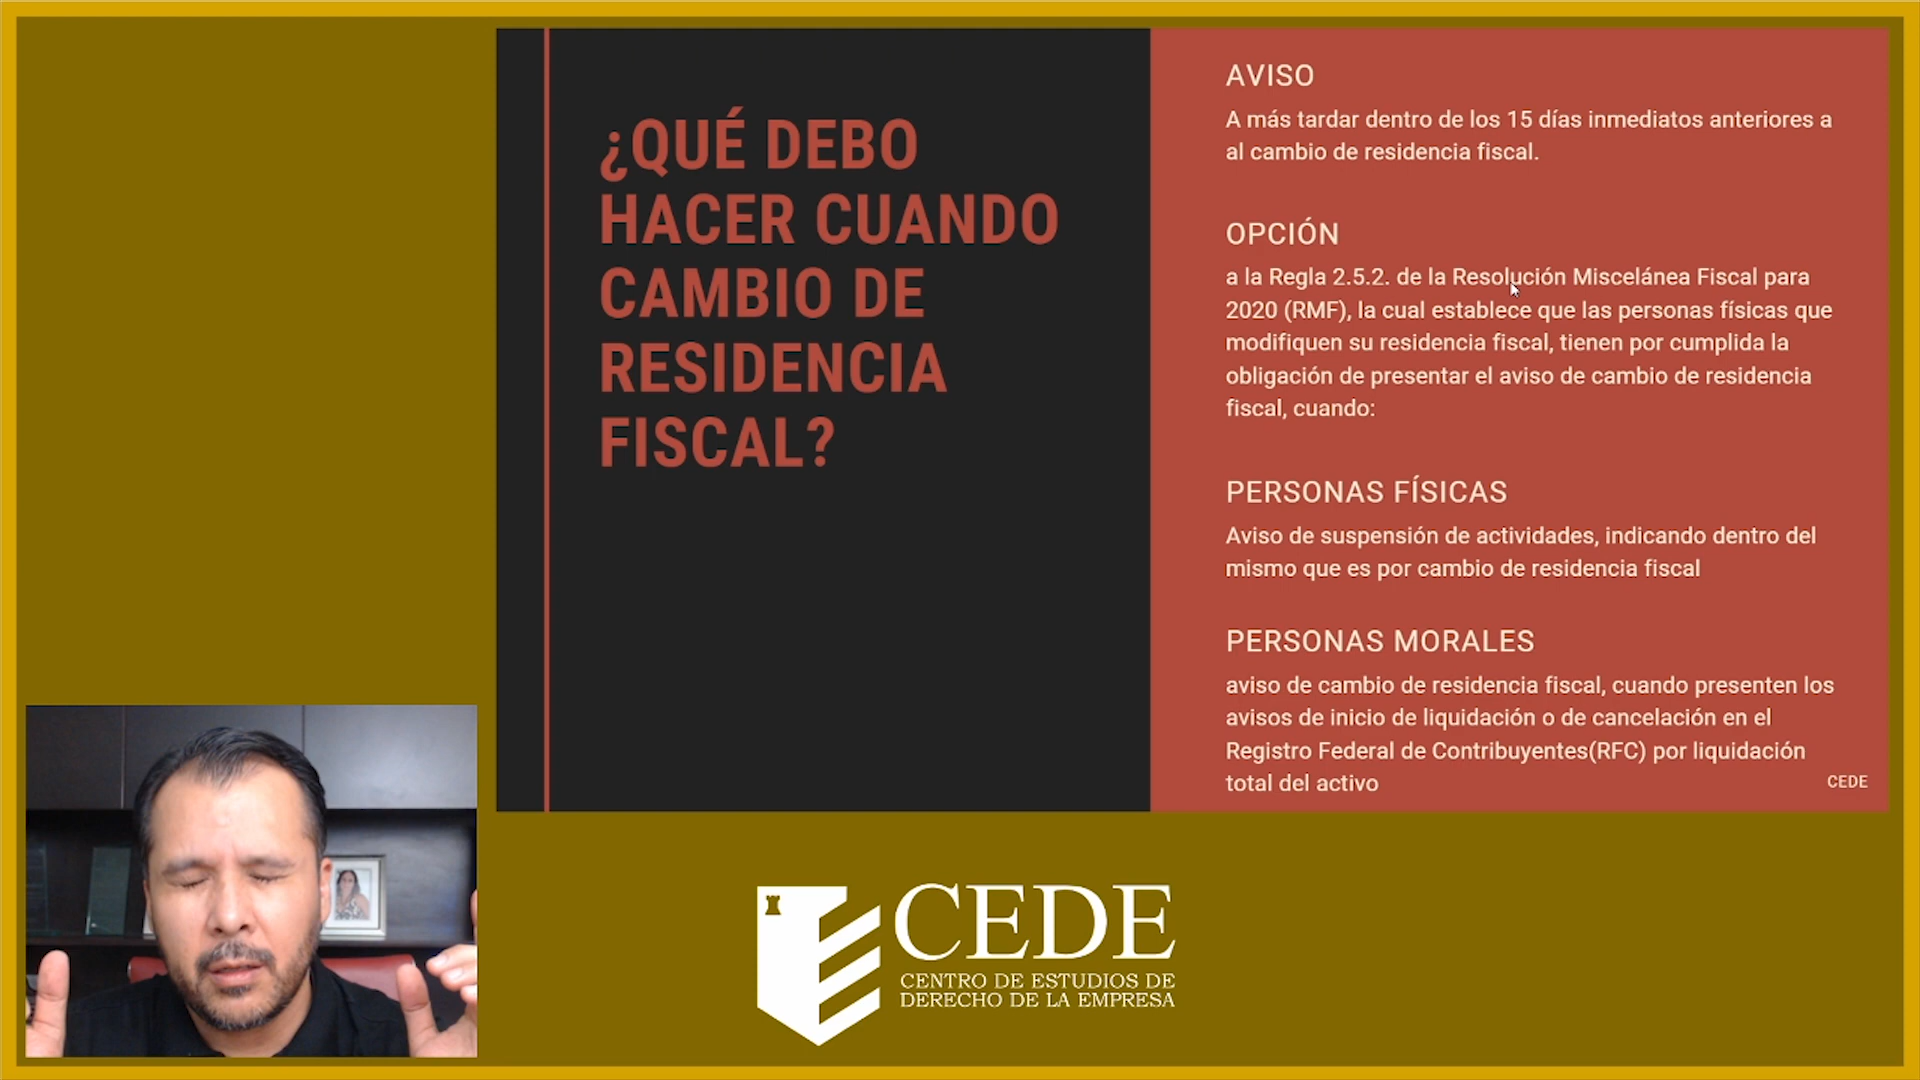 ¿QUÉ DEBO
HACER CUANDO
CAMBIO DE
RESIDENCIA
FISCAL?
AVISO
A más tardar dentro de los 15 días inmediatos anteriores a
al cambio de residencia fiscal.
OPCIÓN
a la Regla 2.5.2. de la Resolución Miscelánea Fiscal para
2020 (RMF), la cual establece que las personas físicas que
modifiquen su residencia fiscal, tienen por cumplida la
obligación de presentar el aviso de cambio de residencia
fiscal, cuando:
PERSONAS FÍSICAS
Aviso de suspensión de actividades, indicando dentro del
mismo que es por cambio de residencia fiscal
PERSONAS MORALES
aviso de cambio de residencia fiscal, cuando presenten los
avisos de inicio de liquidación o de cancelación en el
Registro Federal de Contribuyentes(RFC) por liquidación
total del activo
CEDE
CEDE
CENTRO DE ESTUDIOS DE
DERECHO DE LA EMPRESA